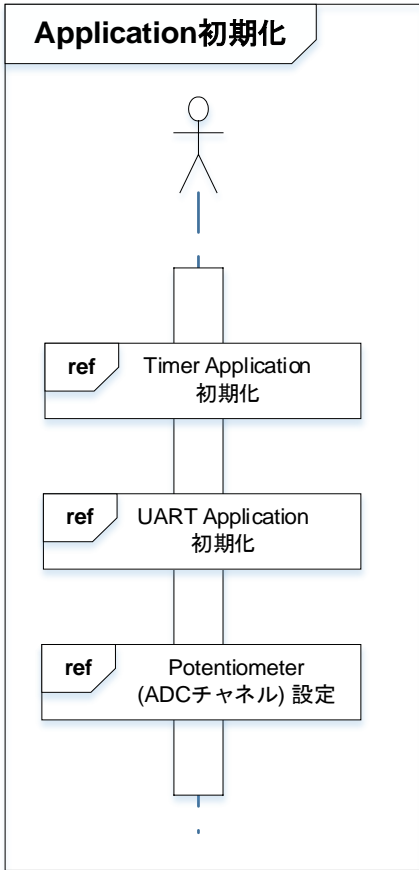 Application初期化
ref
Timer Application
初期化
ref
UART Application
初期化
ref
Potentiometer
(ADCチャネル) 設定